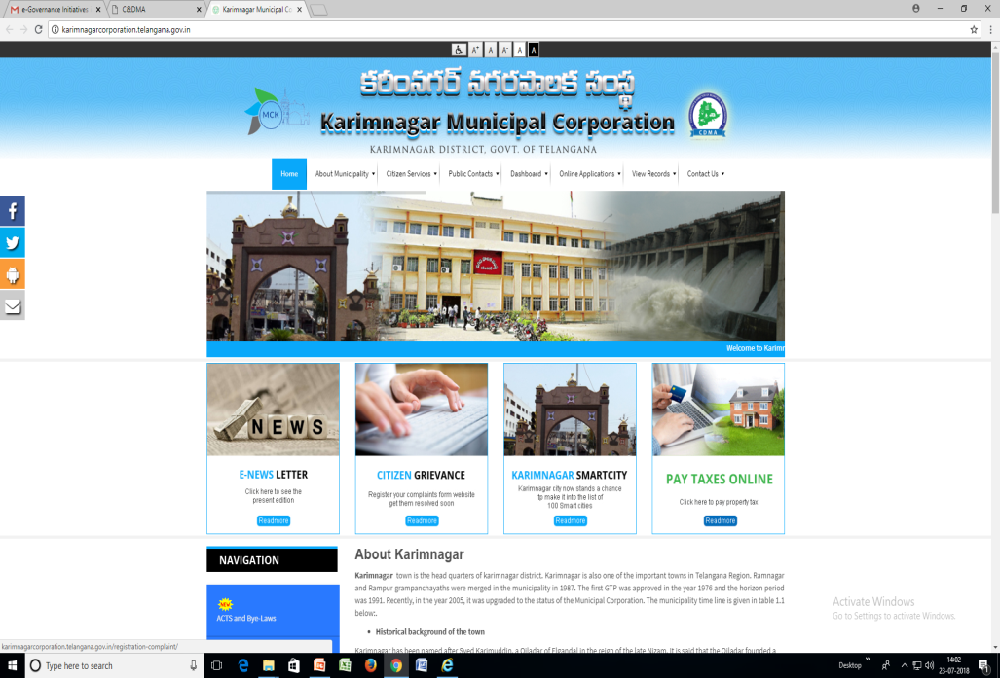 e-Governance Initiatives
C&DMA
Karimnagar Municipal Co
karimnagarcorporation.telangana.gov.in
A+ A A- A A
కరీంనగర్ నగరపాలక సంస్థ
MCK
Karimnagar Municipal Corporation
CDMA
KARIMNAGAR DISTRICT, GOVT. OF TELANGANA
Home About Municipality Citizen Services Public Contacts Dashboard Online Applications View Records Contact Us
Welcome to Karimr
NEWS
E-NEWS LETTER
Click here to see the
present edition
Readmore
CITIZEN GRIEVANCE
Register your complaints form website
get them resolved soon
Readmore
KARIMNAGAR SMARTCITY
Karimnagar city now stands a chance
tp make it into the list of
100 Smart cities
Readmore
PAY TAXES ONLINE
Click here to pay property tax
Readmore
NAVIGATION
NEW
ACTS and Bye-Laws
About Karimnagar
Karimnagar town is the head quarters of karimnagar district. Karimnagar is also one of the important towns in Telangana Region. Ramnagar
and Rampur grampanchayaths were merged in the municipality in 1987. The first GTP was approved in the year 1976 and the horizon period
was 1991. Recently, in the year 2005, it was upgraded to the status of the Municipal Corporation. The municipality time line is given in table 1.1
below:.
• Historical background of the town
Karimnagar has been named after Syed Karimuddin, a Qiladar of Elgandal in the reign of the late Nizam. It is said that the Qiladar founded a
Activate Windows
Go to Settings to activate Windows.
karimnagarcorporation.telangana.gov.in/registration-complaint/
Type here to search
Desktop
14:02
23-07-2018